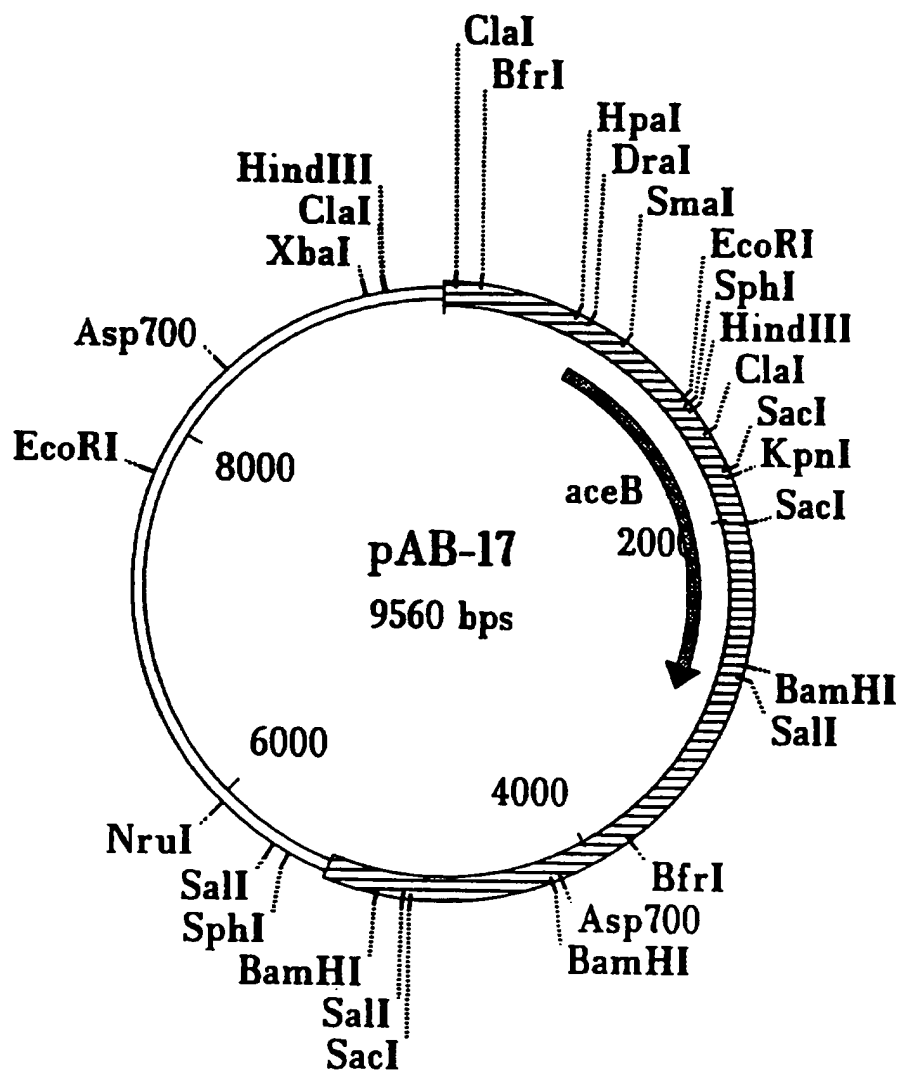 ClaI
BfrI
HpaI
DraI
SmaI
EcoRI
SphI
HindIII
ClaI
SacI
KpnI
SacI
BamHI
SalI
BfrI
Asp700
BamHI
SacI
SalI
BamHI
SphI
SalI
NruI
EcoRI
Asp700
XbaI
ClaI
HindIII
8000
aceB
2000
pAB-17
9560 bps
6000
4000